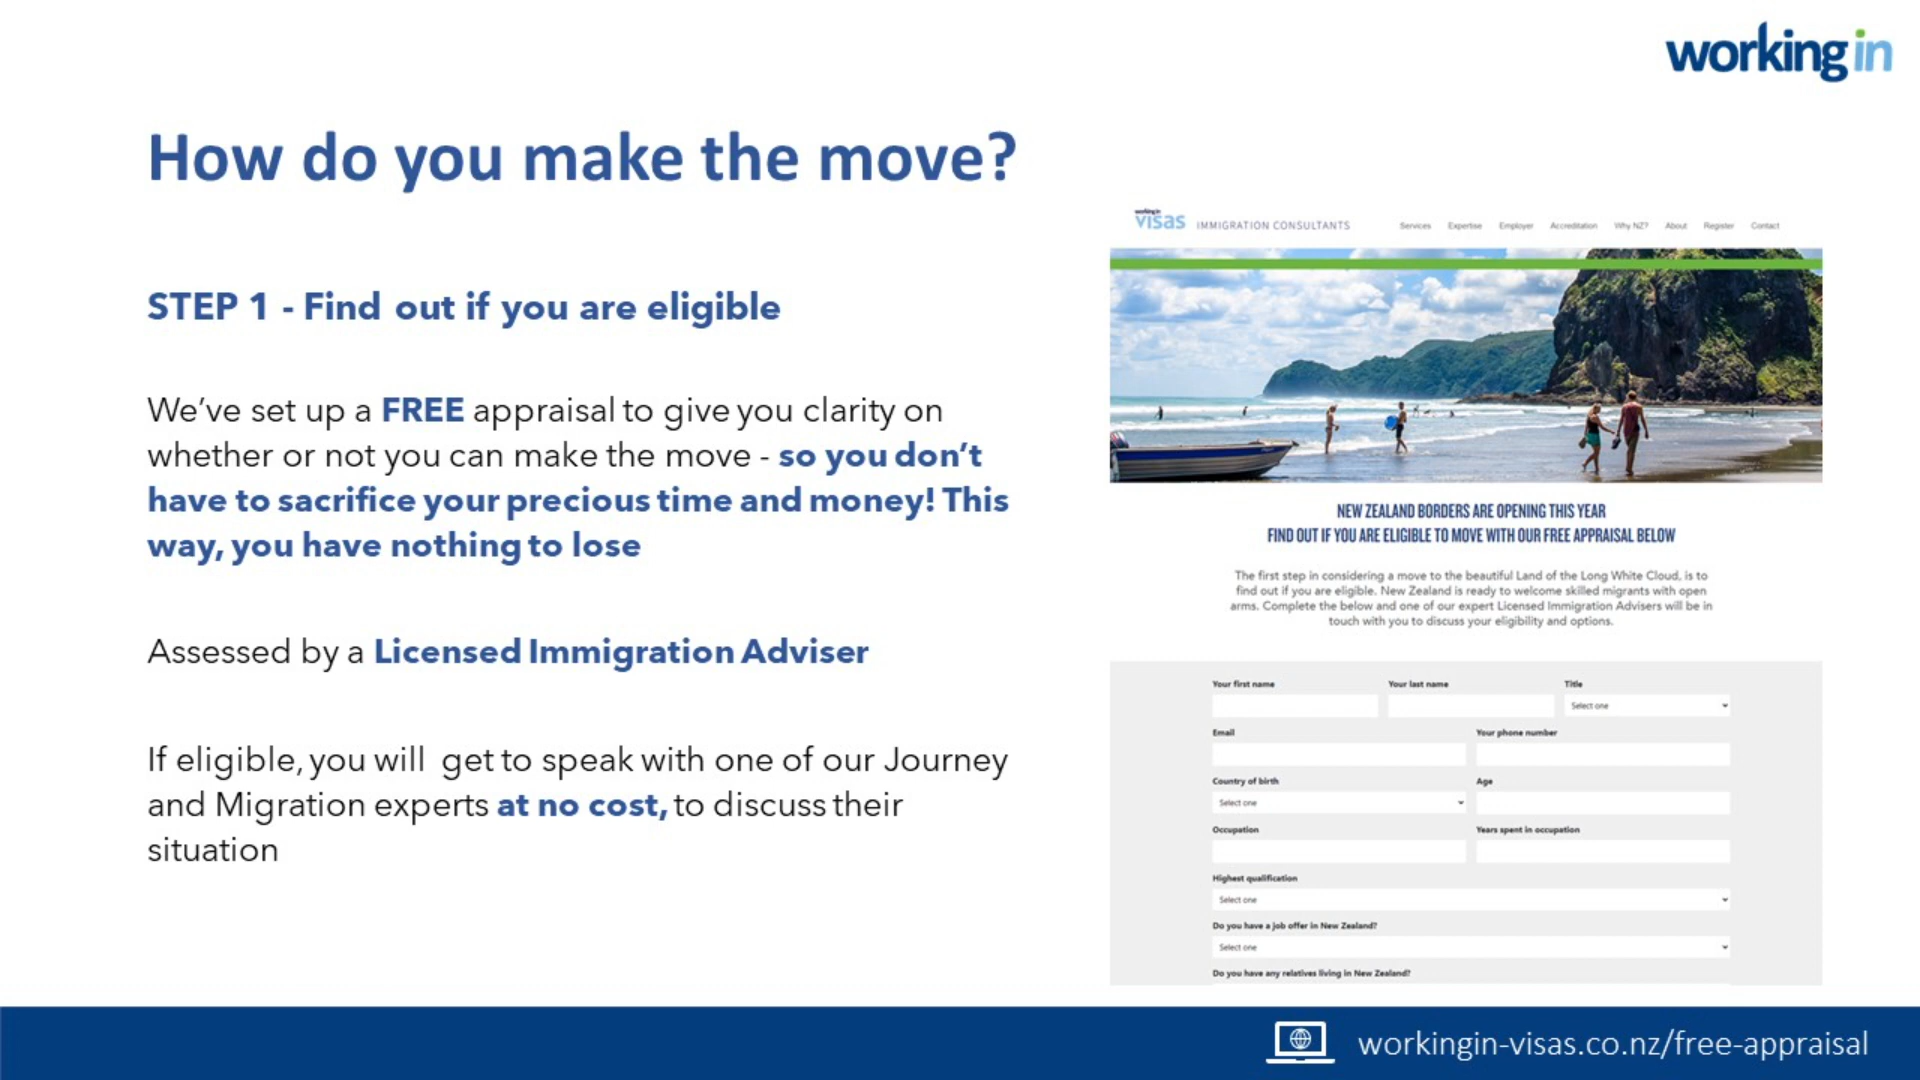 workingin
How do you make the move?
STEP 1 - Find out if you are eligible
We've set up a FREE appraisal to give you clarity on
whether or not you can make the move - so you don't
have to sacrifice your precious time and money! This
way, you have nothing to lose
Assessed by a Licensed Immigration Adviser
If eligible, you will  get to speak with one of our Journey
and Migration experts at no cost, to discuss their
situation
workingin
visas IMMIGRATION CONSULTANTS
Services Expertise Employer Accreditation Why NZ? About Register Contact
NEW ZEALAND BORDERS ARE OPENING THIS YEAR
FIND OUT IF YOU ARE ELIGIBLE TO MOVE WITH OUR FREE APPRAISAL BELOW
The first step in considering a move to the beautiful Land of the Long White Cloud, is to
find out if you are eligible. New Zealand is ready to welcome skilled migrants with open
arms. Complete the below and one of our expert Licensed Immigration Advisers will be in
touch with you to discuss your eligibility and options.
Your first name Your last name Title
Select one
Email Your phone number
Country of birth Age
Select one
Occupation Years spent in occupation
Highest qualification
Select one
Do you have a job offer in New Zealand?
Select one
Do you have any relatives living in New Zealand?
workingin-visas.co.nz/free-appraisal